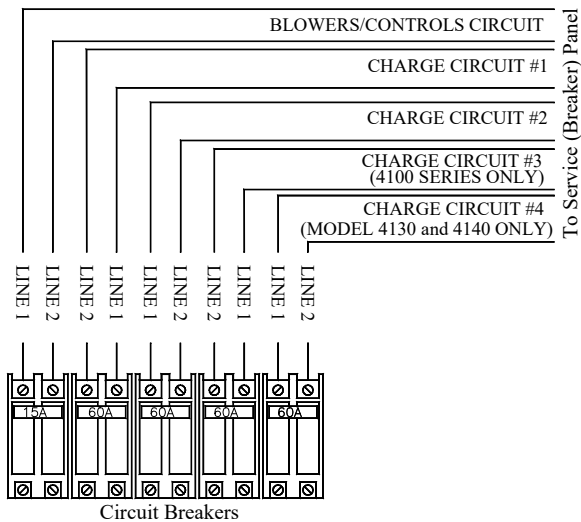 BLOWERS/CONTROLS CIRCUIT
CHARGE CIRCUIT #1
CHARGE CIRCUIT #2
CHARGE CIRCUIT #3
(4100 SERIES ONLY)
CHARGE CIRCUIT #4
(MODEL 4130 and 4140 ONLY)
To Service (Breaker) Panel
LINE 1
LINE 2
LINE 2
LINE 1
LINE 1
LINE 2
LINE 2
LINE 1
LINE 1
LINE 2
15A
60A
60A
60A
60A
Circuit Breakers